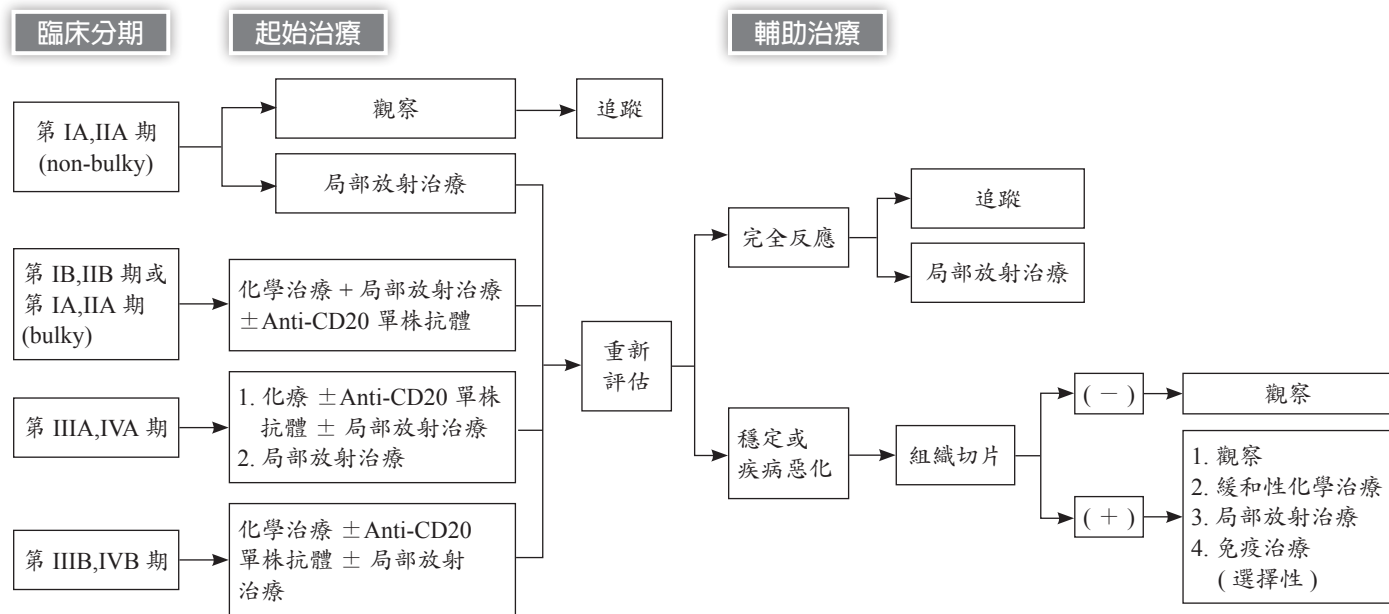 臨床分期
起始治療
輔助治療
第 IA,IIA 期
(non-bulky)
觀察
追蹤
局部放射治療
第 IB,IIB 期或
第 IA,IIA 期
(bulky)
化學治療 + 局部放射治療
±Anti-CD20 單株抗體
第 IIIA,IVA 期
1. 化療 ±Anti-CD20 單株
抗體 ± 局部放射治療
2. 局部放射治療
第 IIIB,IVB 期
化學治療 ±Anti-CD20
單株抗體 ± 局部放射
治療
重新
評估
完全反應
追蹤
局部放射治療
穩定或
疾病惡化
組織切片
( － )
觀察
( ＋ )
1. 觀察
2. 緩和性化學治療
3. 局部放射治療
4. 免疫治療
( 選擇性 )